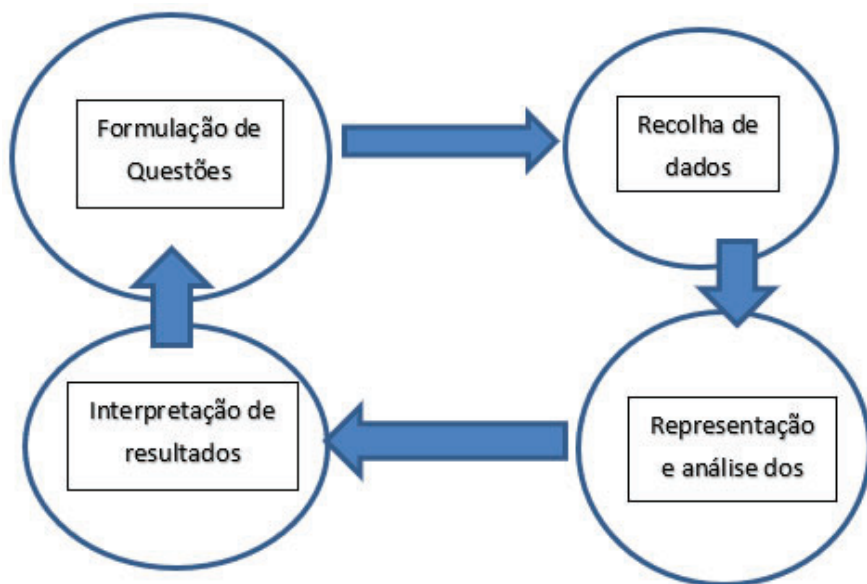 Formulação de
Questões
Recolha de
dados
Representação
e análise dos
Interpretação de
resultados